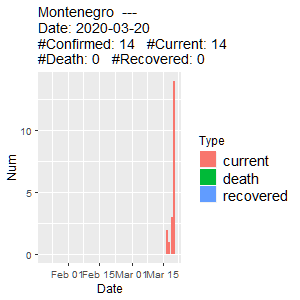 Montenegro ---
Date: 2020-03-20
#Confirmed: 14 #Current: 14
#Death: 0 #Recovered: 0
Num
10
5
0
Feb 01 Feb 15 Mar 01 Mar 15
Date
Type
current
death
recovered